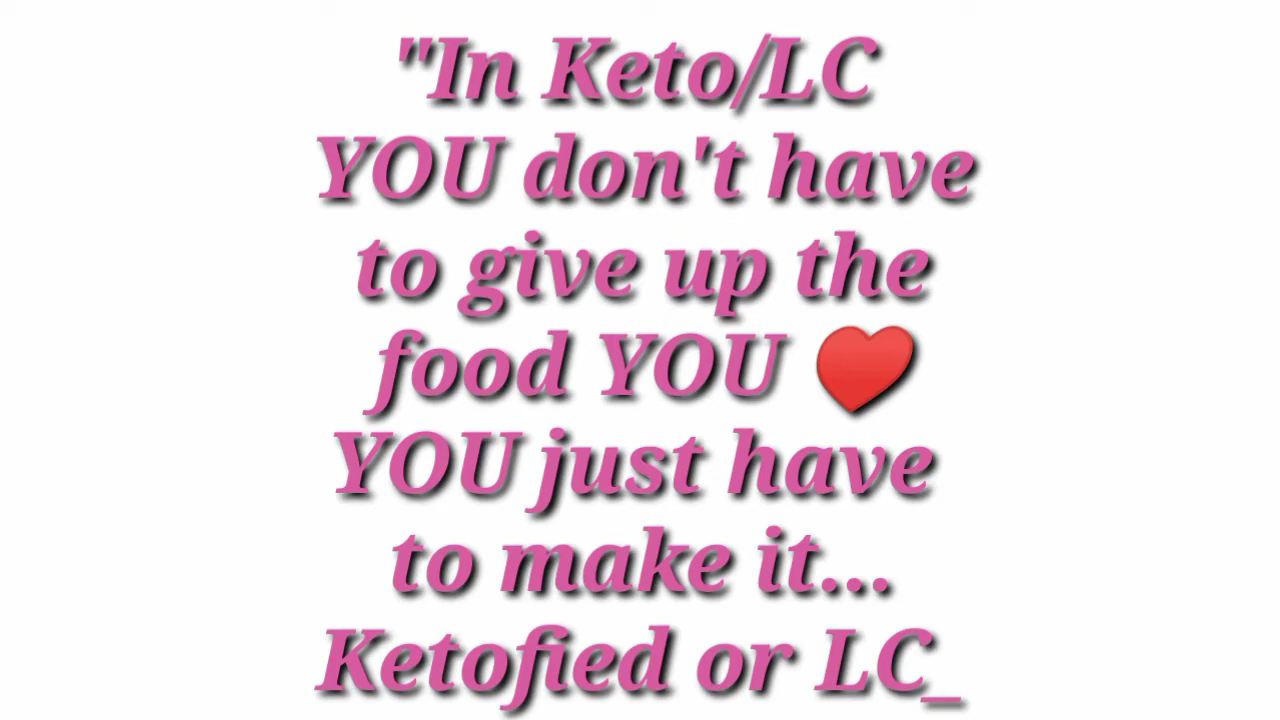 "In Keto/LC
YOU don't have
to give up the
food YOU ♥️
YOU just have
to make it...
Ketofied or LC_